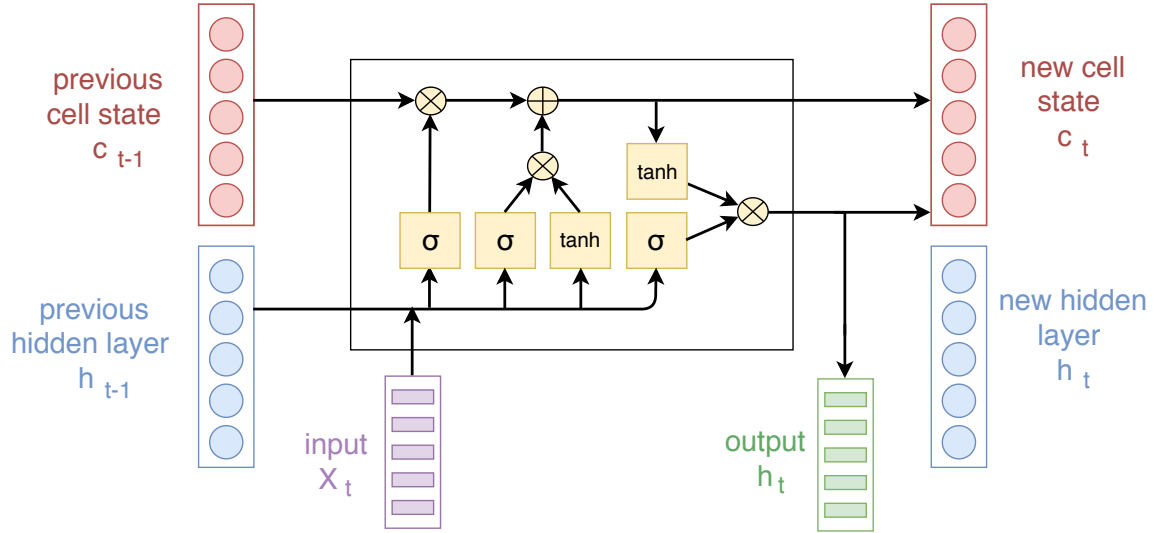 previous
cell state
c t-1
new cell
state
c t
tanh
σ
σ
tanh
σ
previous
hidden layer
h t-1
new hidden
layer
h t
input
X t
output
h t